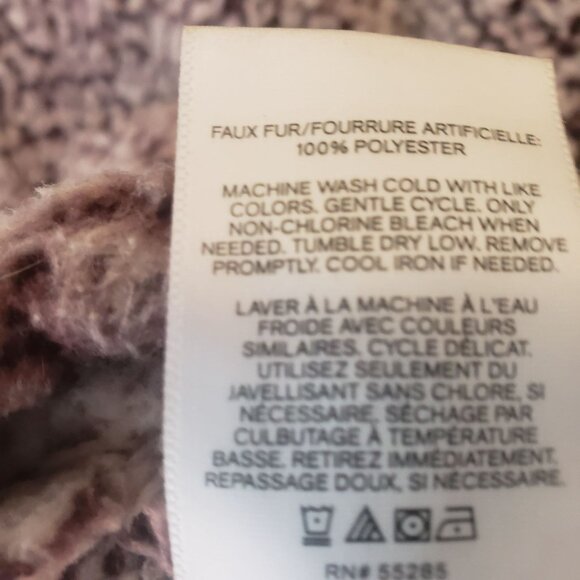 FAUX FUR/FOURRURE ARTIFICIELLE:
100% POLYESTER
MACHINE WASH COLD WITH LIKE
COLORS. GENTLE CYCLE. ONLY
NON-CHLORINE BLEACH WHEN
NEEDED. TUMBLE DRY LOW. REMOVE
PROMPTLY. COOL IRON IF NEEDED.
LAVER À LA MACHINE À L'EAU
FROIDE AVEC COULEURS
SIMILAIRES. CYCLE DÉLICAT.
UTILISEZ SEULEMENT DU
JAVELLISANT SANS CHLORE, SI
NÉCESSAIRE, SÉCHAGE PAR
CULBUTAGE À TEMPÉRATURE
BASSE. RETIREZ IMMÉDIATEMENT.
REPASSAGE DOUX, SI NÉCESSAIRE.
RN# 55285